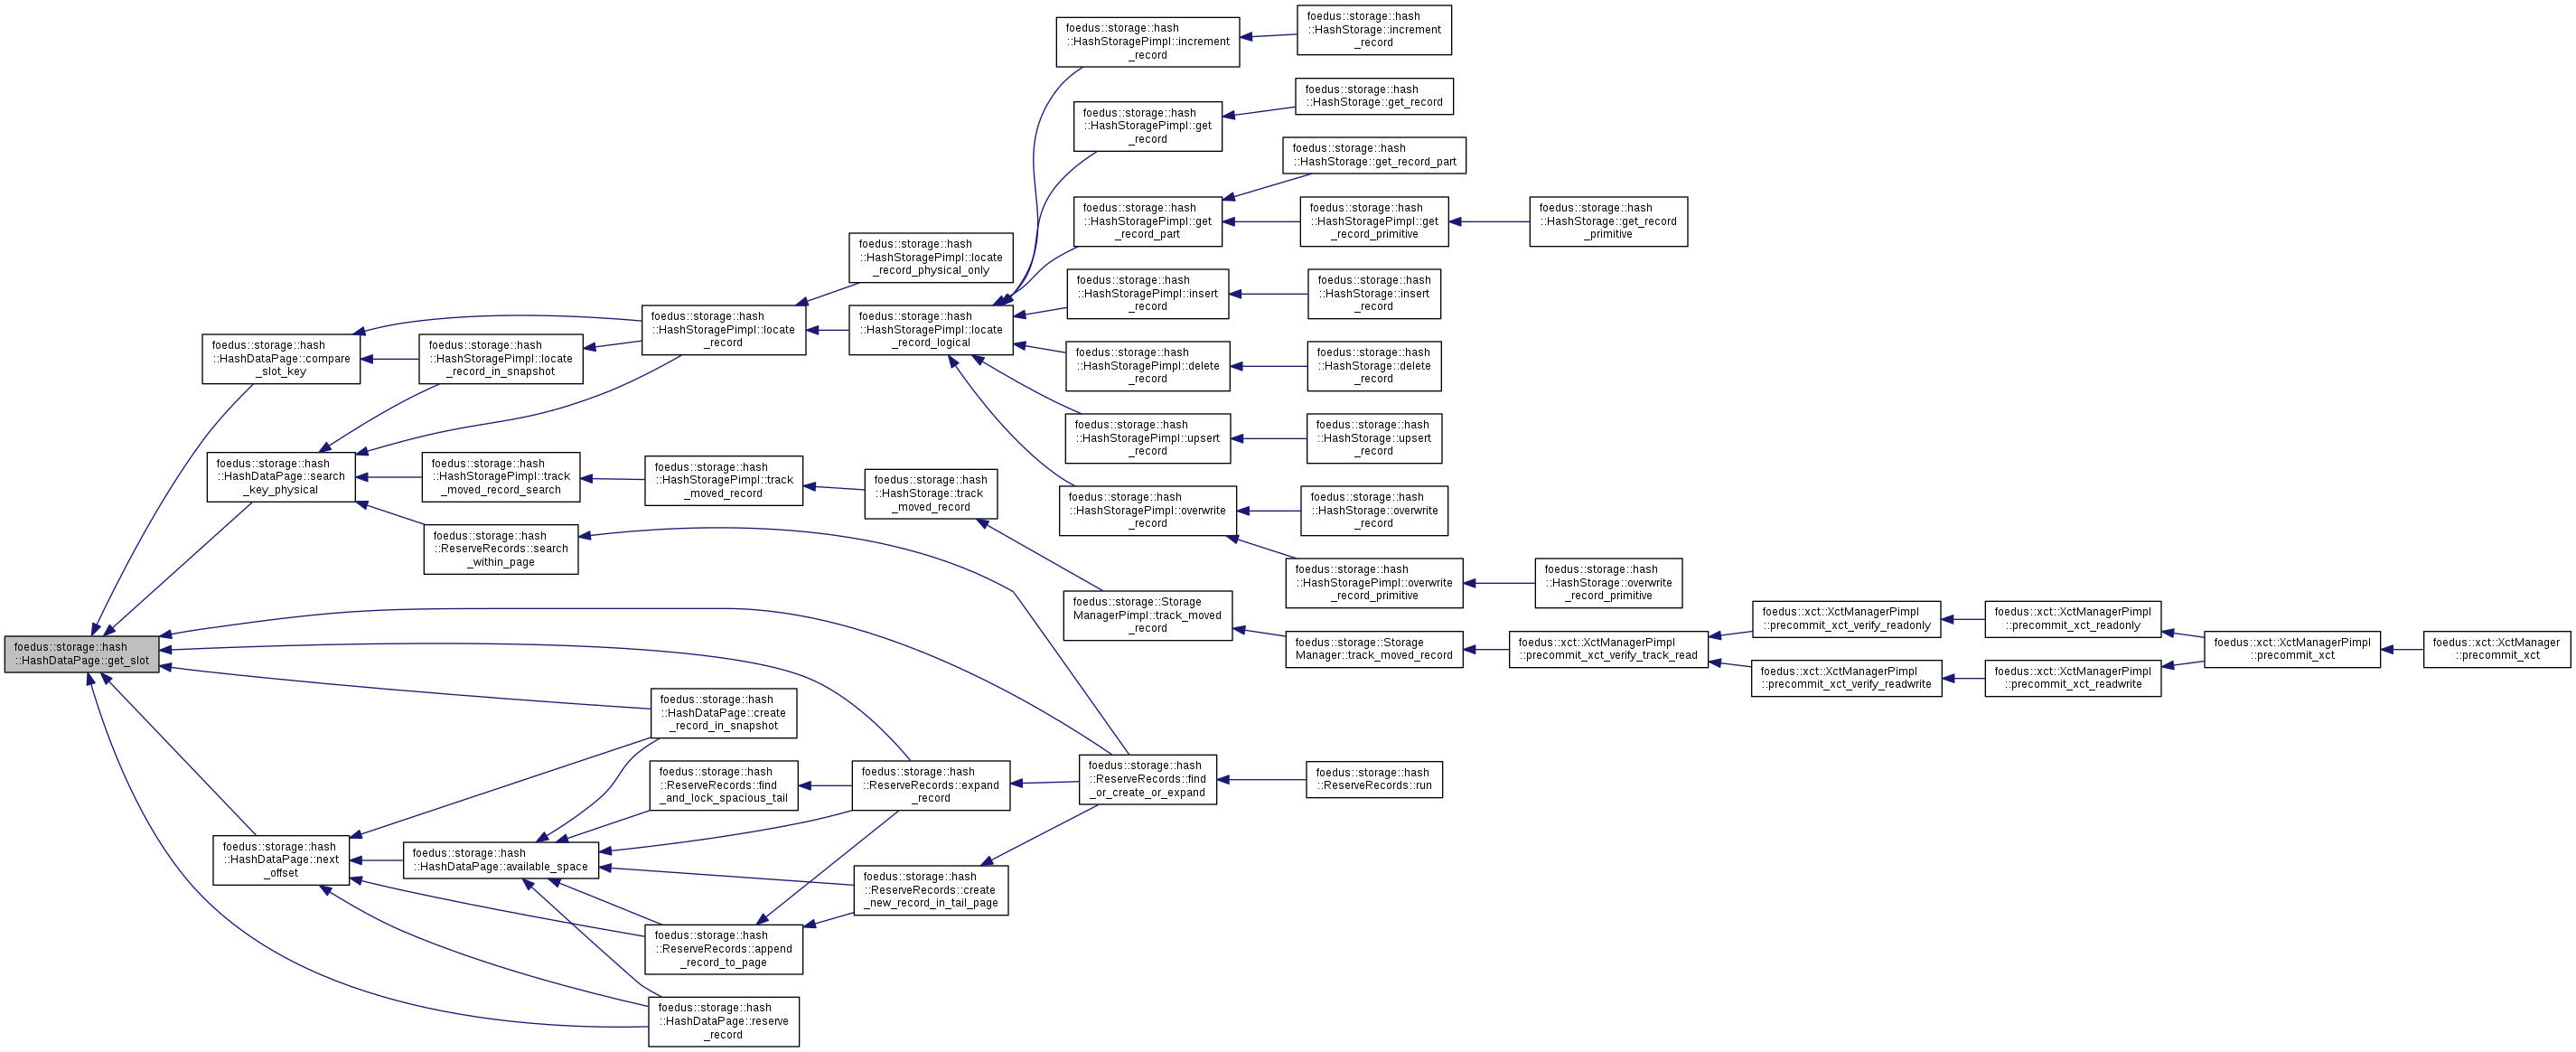 foedus::storage::hash
::HashStoragePimpl::increment
_record
foedus::storage::hash
::HashStorage::increment
_record
foedus::storage::hash
::HashStoragePimpl::get
_record
foedus::storage::hash
::HashStorage::get_record
foedus::storage::hash
::HashStorage::get_record_part
foedus::storage::hash
::HashStoragePimpl::get
_record_part
foedus::storage::hash
::HashStoragePimpl::get
_record_primitive
foedus::storage::hash
::HashStorage::get_record
_primitive
foedus::storage::hash
::HashStoragePimpl::locate
_record_physical_only
foedus::storage::hash
::HashStoragePimpl::insert
_record
foedus::storage::hash
::HashStorage::insert
_record
foedus::storage::hash
::HashDataPage::compare
_slot_key
foedus::storage::hash
::HashStoragePimpl::locate
_record_in_snapshot
foedus::storage::hash
::HashStoragePimpl::locate
_record
foedus::storage::hash
::HashStoragePimpl::locate
_record_logical
foedus::storage::hash
::HashStoragePimpl::delete
_record
foedus::storage::hash
::HashStorage::delete
_record
foedus::storage::hash
::HashStoragePimpl::upsert
_record
foedus::storage::hash
::HashStorage::upsert
_record
foedus::storage::hash
::HashDataPage::search
_key_physical
foedus::storage::hash
::HashStoragePimpl::track
_moved_record_search
foedus::storage::hash
::HashStoragePimpl::track
_moved_record
foedus::storage::hash
::HashStorage::track
_moved_record
foedus::storage::hash
::HashStoragePimpl::overwrite
_record
foedus::storage::hash
::HashStorage::overwrite
_record
foedus::storage::hash
::ReserveRecords::search
_within_page
foedus::storage::hash
::HashStoragePimpl::overwrite
_record_primitive
foedus::storage::hash
::HashStorage::overwrite
_record_primitive
foedus::storage::Storage
ManagerPimpl::track_moved
_record
foedus::storage::Storage
Manager::track_moved_record
foedus::xct::XctManagerPimpl
::precommit_xct_verify_track_read
foedus::xct::XctManagerPimpl
::precommit_xct_verify_readonly
foedus::xct::XctManagerPimpl
::precommit_xct_readonly
foedus::xct::XctManagerPimpl
::precommit_xct_verify_readwrite
foedus::xct::XctManagerPimpl
::precommit_xct_readwrite
foedus::xct::XctManagerPimpl
::precommit_xct
foedus::xct::XctManager
::precommit_xct
foedus::storage::hash
::HashDataPage::get_slot
foedus::storage::hash
::HashDataPage::create
_record_in_snapshot
foedus::storage::hash
::ReserveRecords::find
_and_lock_spacious_tail
foedus::storage::hash
::ReserveRecords::expand
_record
foedus::storage::hash
::ReserveRecords::find
_or_create_or_expand
foedus::storage::hash
::ReserveRecords::run
foedus::storage::hash
::HashDataPage::next
_offset
foedus::storage::hash
::HashDataPage::available_space
foedus::storage::hash
::ReserveRecords::create
_new_record_in_tail_page
foedus::storage::hash
::ReserveRecords::append
_record_to_page
foedus::storage::hash
::HashDataPage::reserve
_record